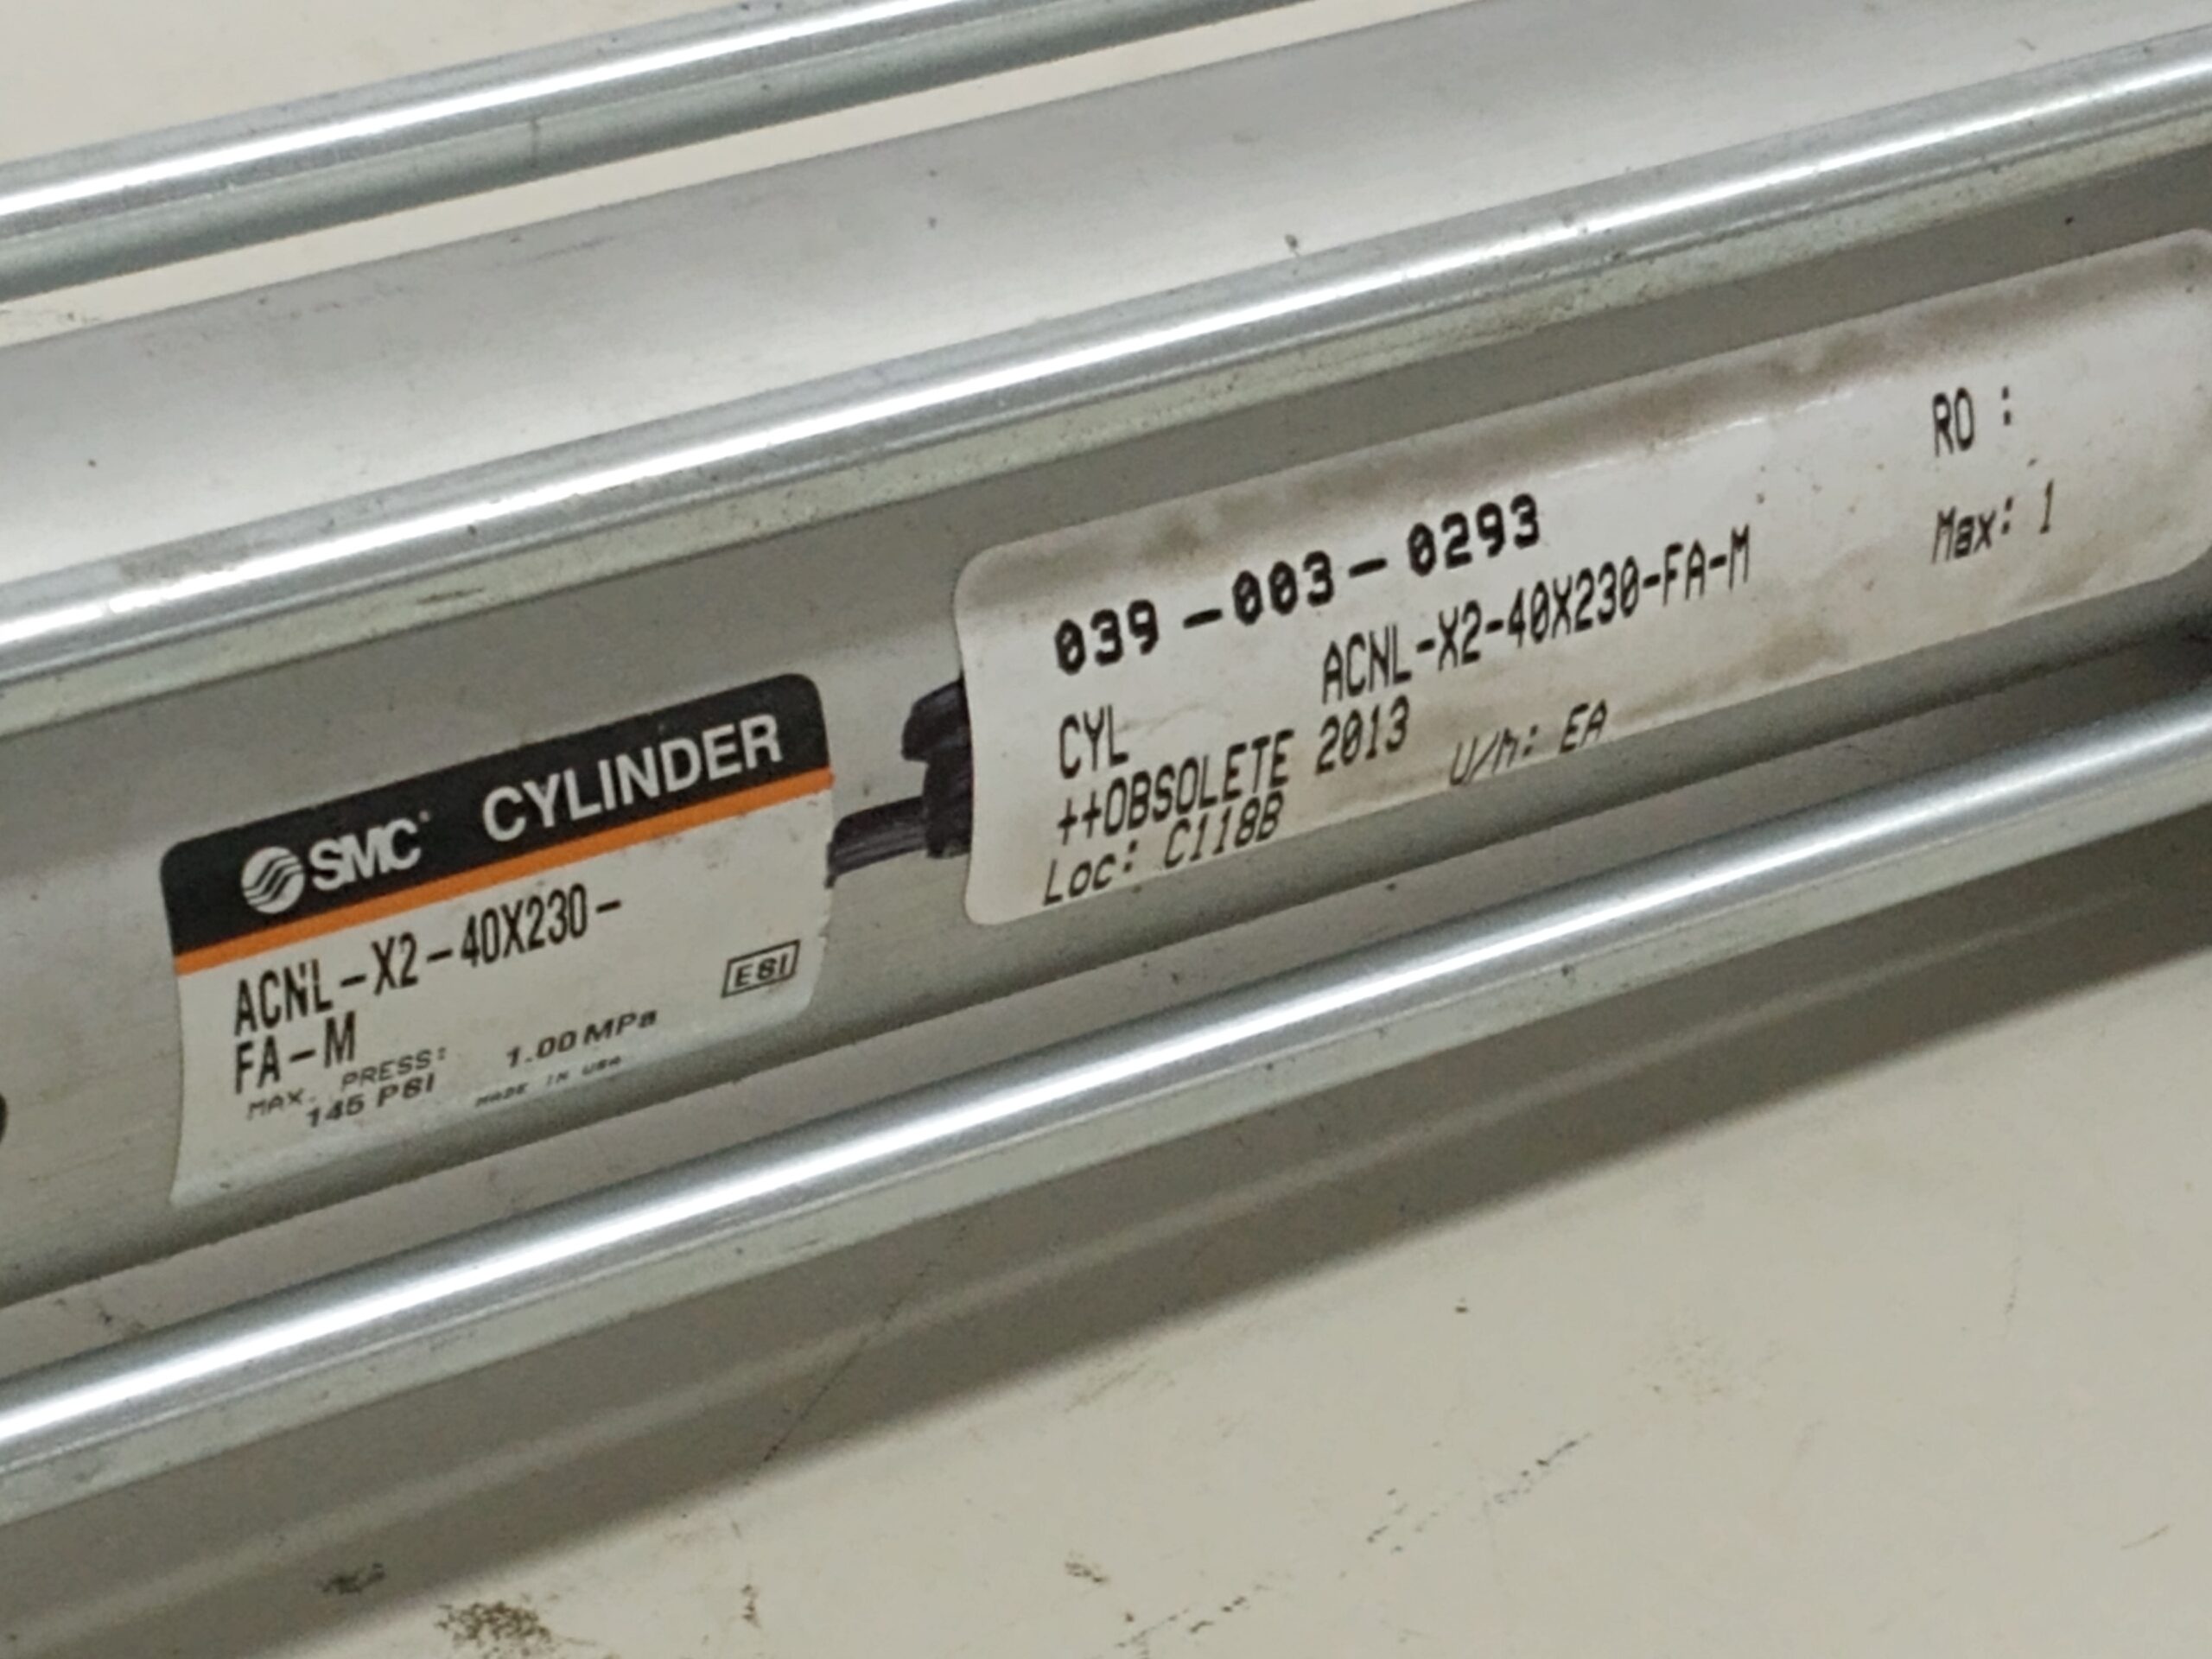 SMC CYLINDER
ACNL-X2-40X230-
FA-M
MAX. PRESS:
145 PSI 1.00 MPa
MADE IN USA
ESI
039-003-0293
RO :
CYL ACNL-X2-40X230-FA-M
Max: 1
++OBSOLETE 2013
U/M: EA
Loc: C118B